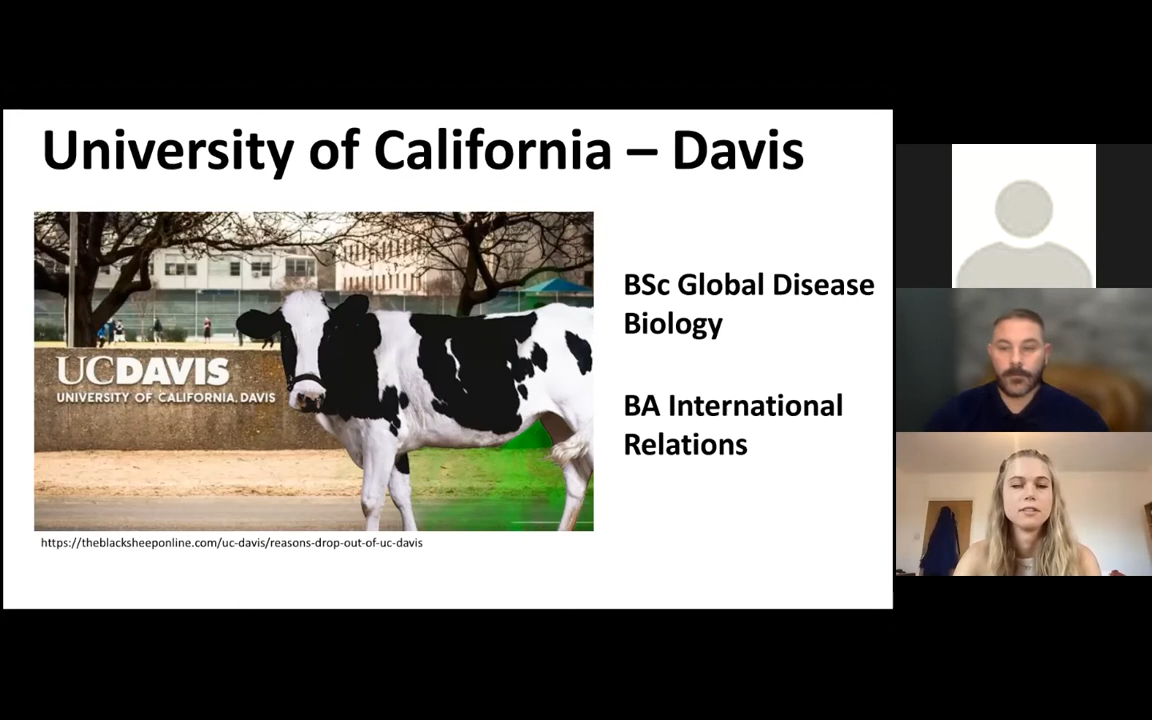 University of California – Davis
UCDAVIS
UNIVERSITY OF CALIFORNIA, DAVIS
BSc Global Disease
Biology
BA International
Relations
https://theblacksheeponline.com/uc-davis/reasons-drop-out-of-uc-davis